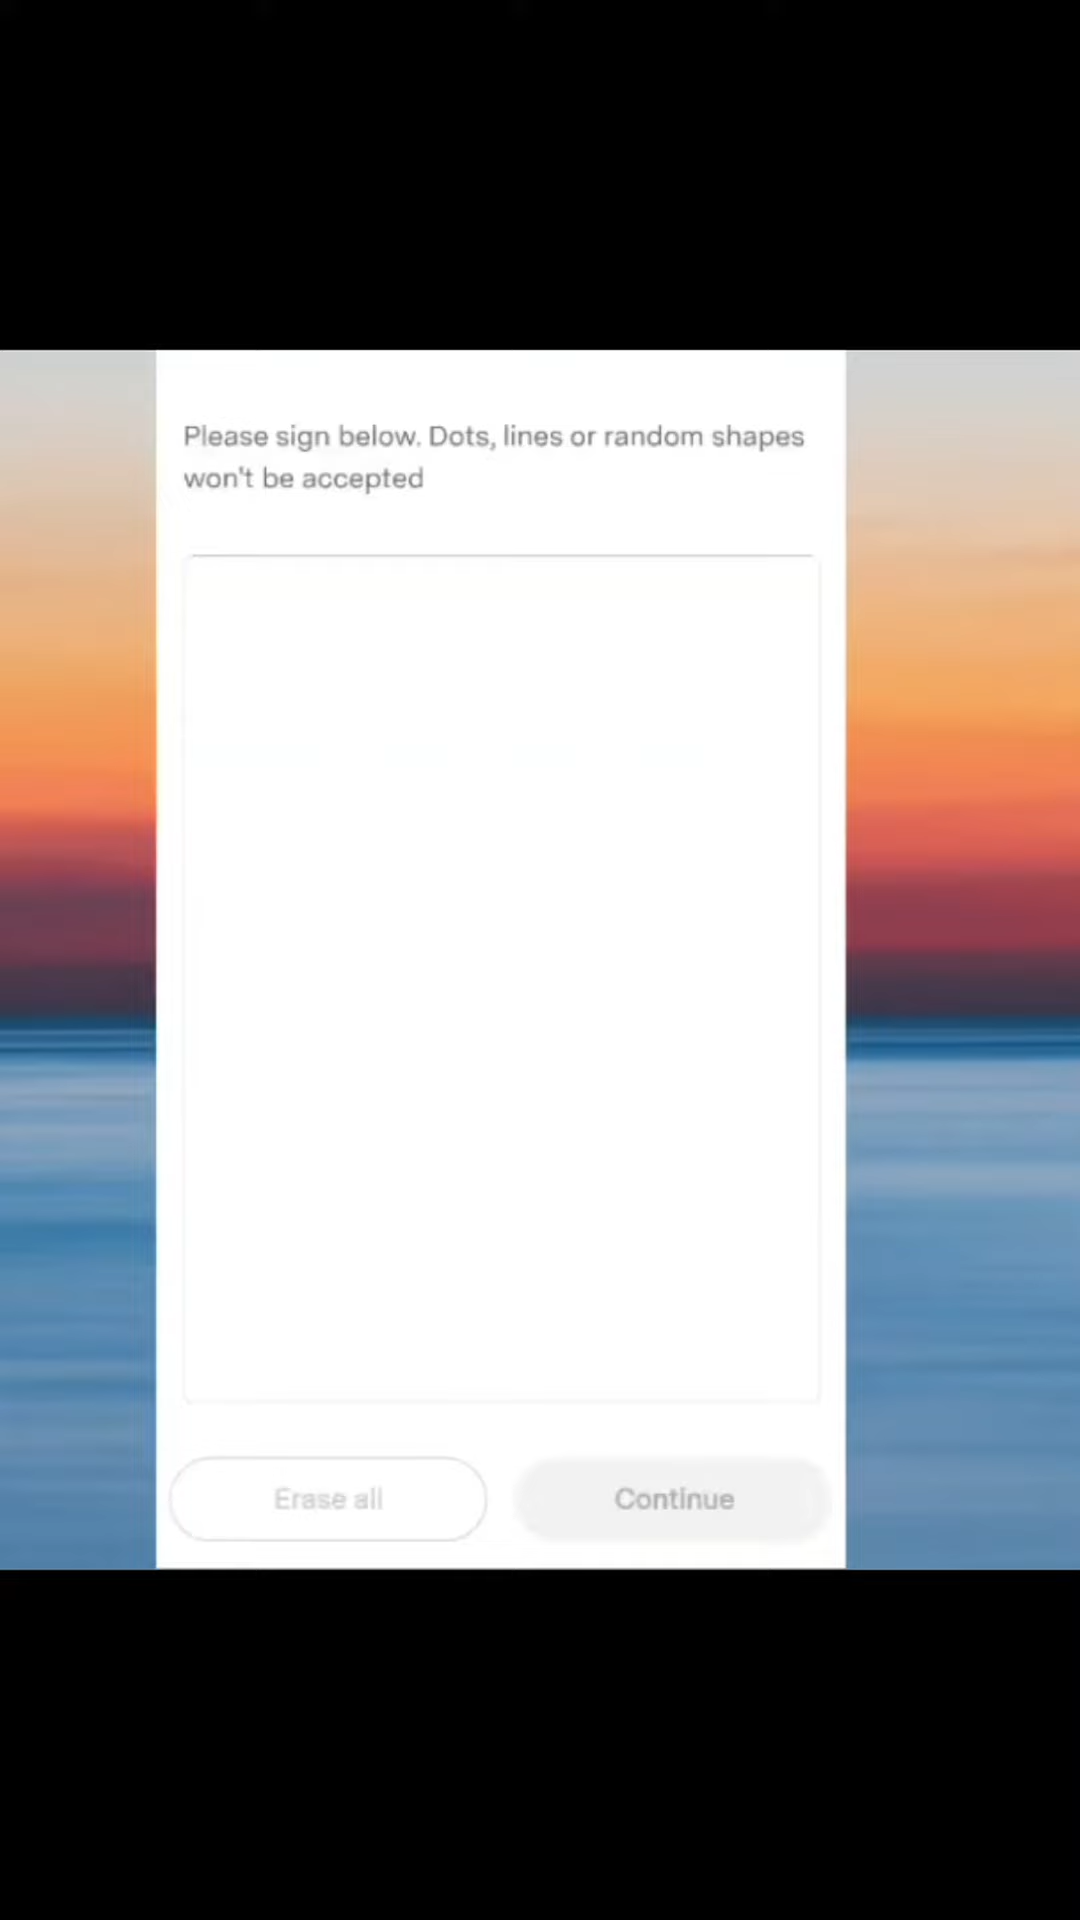 Please sign below. Dots, lines or random shapes
won't be accepted
Erase all
Continue